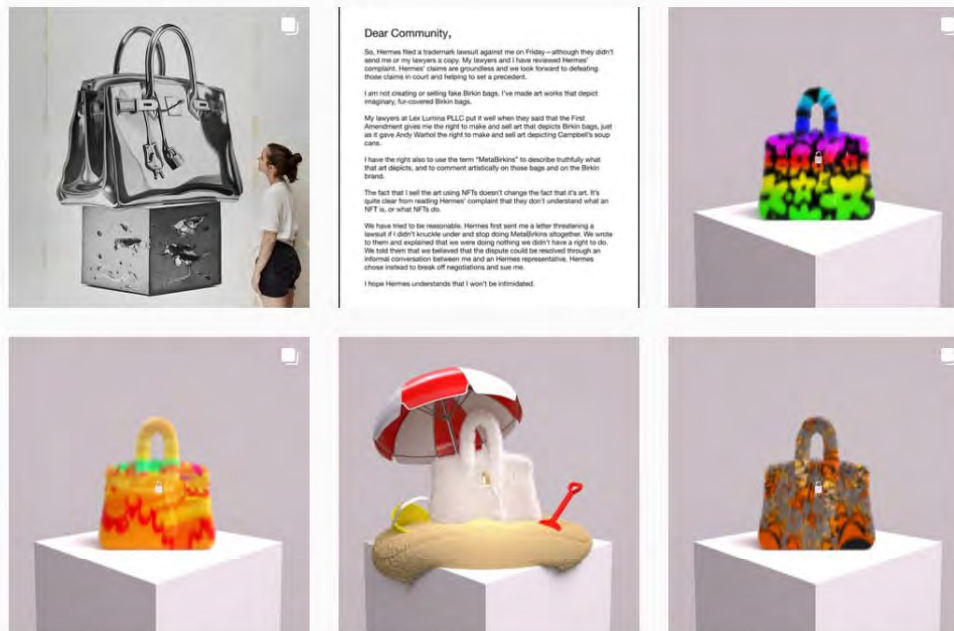 Dear Community,
So, Hermes filed a trademark lawsuit against me on Friday—although they didn't
send me or my lawyers a copy. My lawyers and I have reviewed Hermes'
complaint. Hermes' claims are groundless and we look forward to defeating
those claims in court and helping to set a precedent.
I am not creating or selling fake Birkin bags. I've made art works that depict
imaginary, fur-covered Birkin bags.
My lawyers at Lex Lumina PLLC put it well when they said that the First
Amendment gives me the right to make and sell art that depicts Birkin bags, just
as it gave Andy Warhol the right to make and sell art depicting Campbell's soup
cans.
I have the right also to use the term "MetaBirkins" to describe truthfully what
that art depicts, and to comment artistically on those bags and on the Birkin
brand.
The fact that I sell the art using NFTs doesn't change the fact that it's art. It's
quite clear from reading Hermes' complaint that they don't understand what an
NFT is, or what NFTs do.
We have tried to be reasonable. Hermes first sent me a letter threatening a
lawsuit if I didn't knuckle under and stop doing MetaBirkins altogether. We wrote
to them and explained that we were doing nothing we didn't have a right to do.
We told them that we believed that the dispute could be resolved through an
informal conversation between me and an Hermes representative. Hermes
chose instead to break off negotiations and sue me.
I hope Hermes understands that I won't be intimidated.